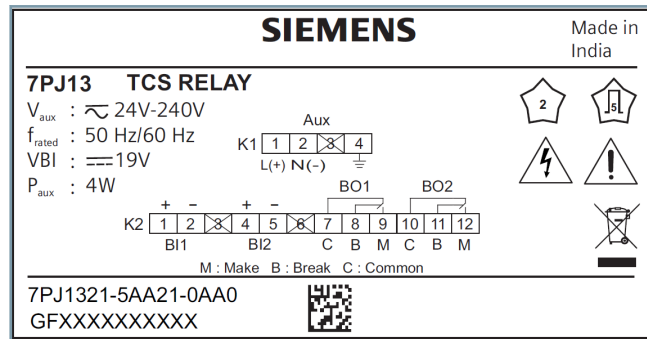 SIEMENS
Made in
India
7PJ13 TCS RELAY
Vaux : ⏦ 24V-240V
frated : 50 Hz/60 Hz
VBI : ⎓19V
Paux : 4W
Aux
K1 1 2 3 4
L(+) N(-)
BO1 BO2
+ - + -
K2 1 2 3 4 5 6 7 8 9 10 11 12
BI1 BI2 C B M C B M
M : Make B : Break C : Common
2
5
7PJ1321-5AA21-0AA0
GFXXXXXXXXXX